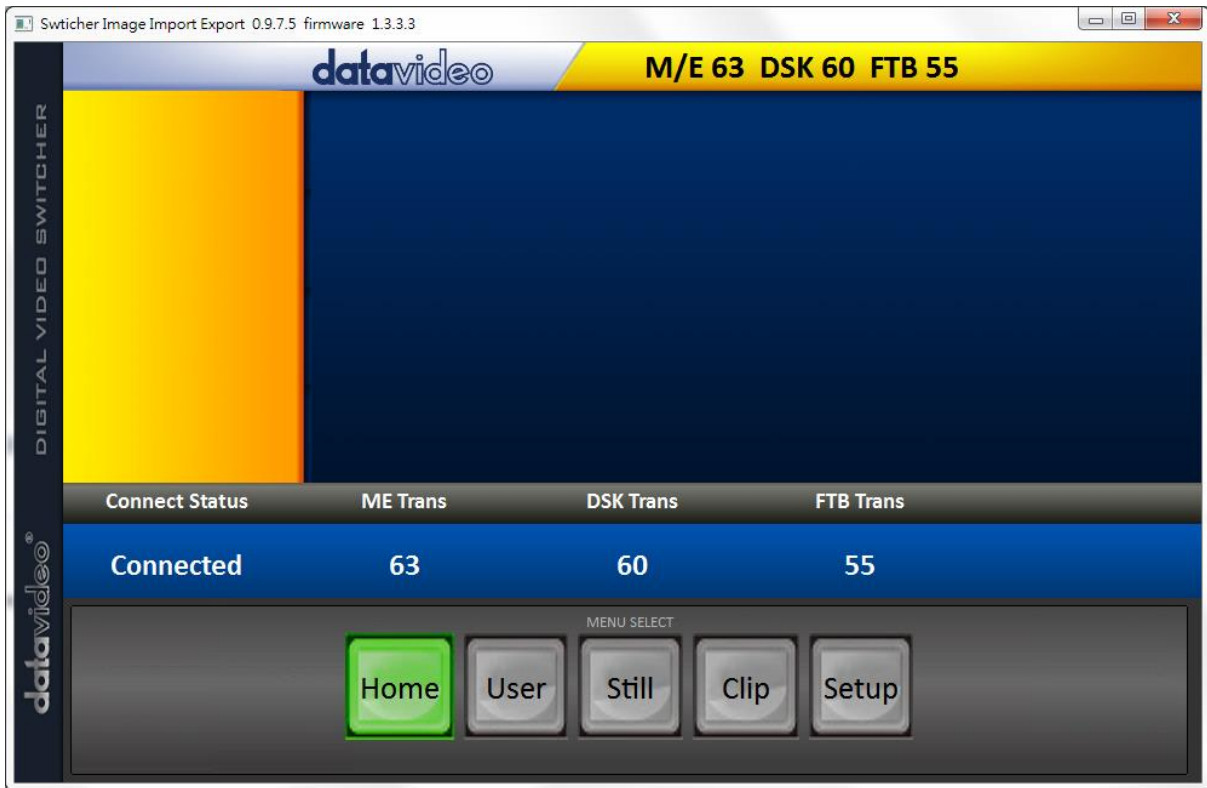 Swticher Image Import Export 0.9.7.5 firmware 1.3.3.3
datavideo
M/E 63 DSK 60 FTB 55
DIGITAL VIDEO SWITCHER
datavideo®
Connect Status ME Trans DSK Trans FTB Trans
Connected 63 60 55
MENU SELECT
Home User Still Clip Setup